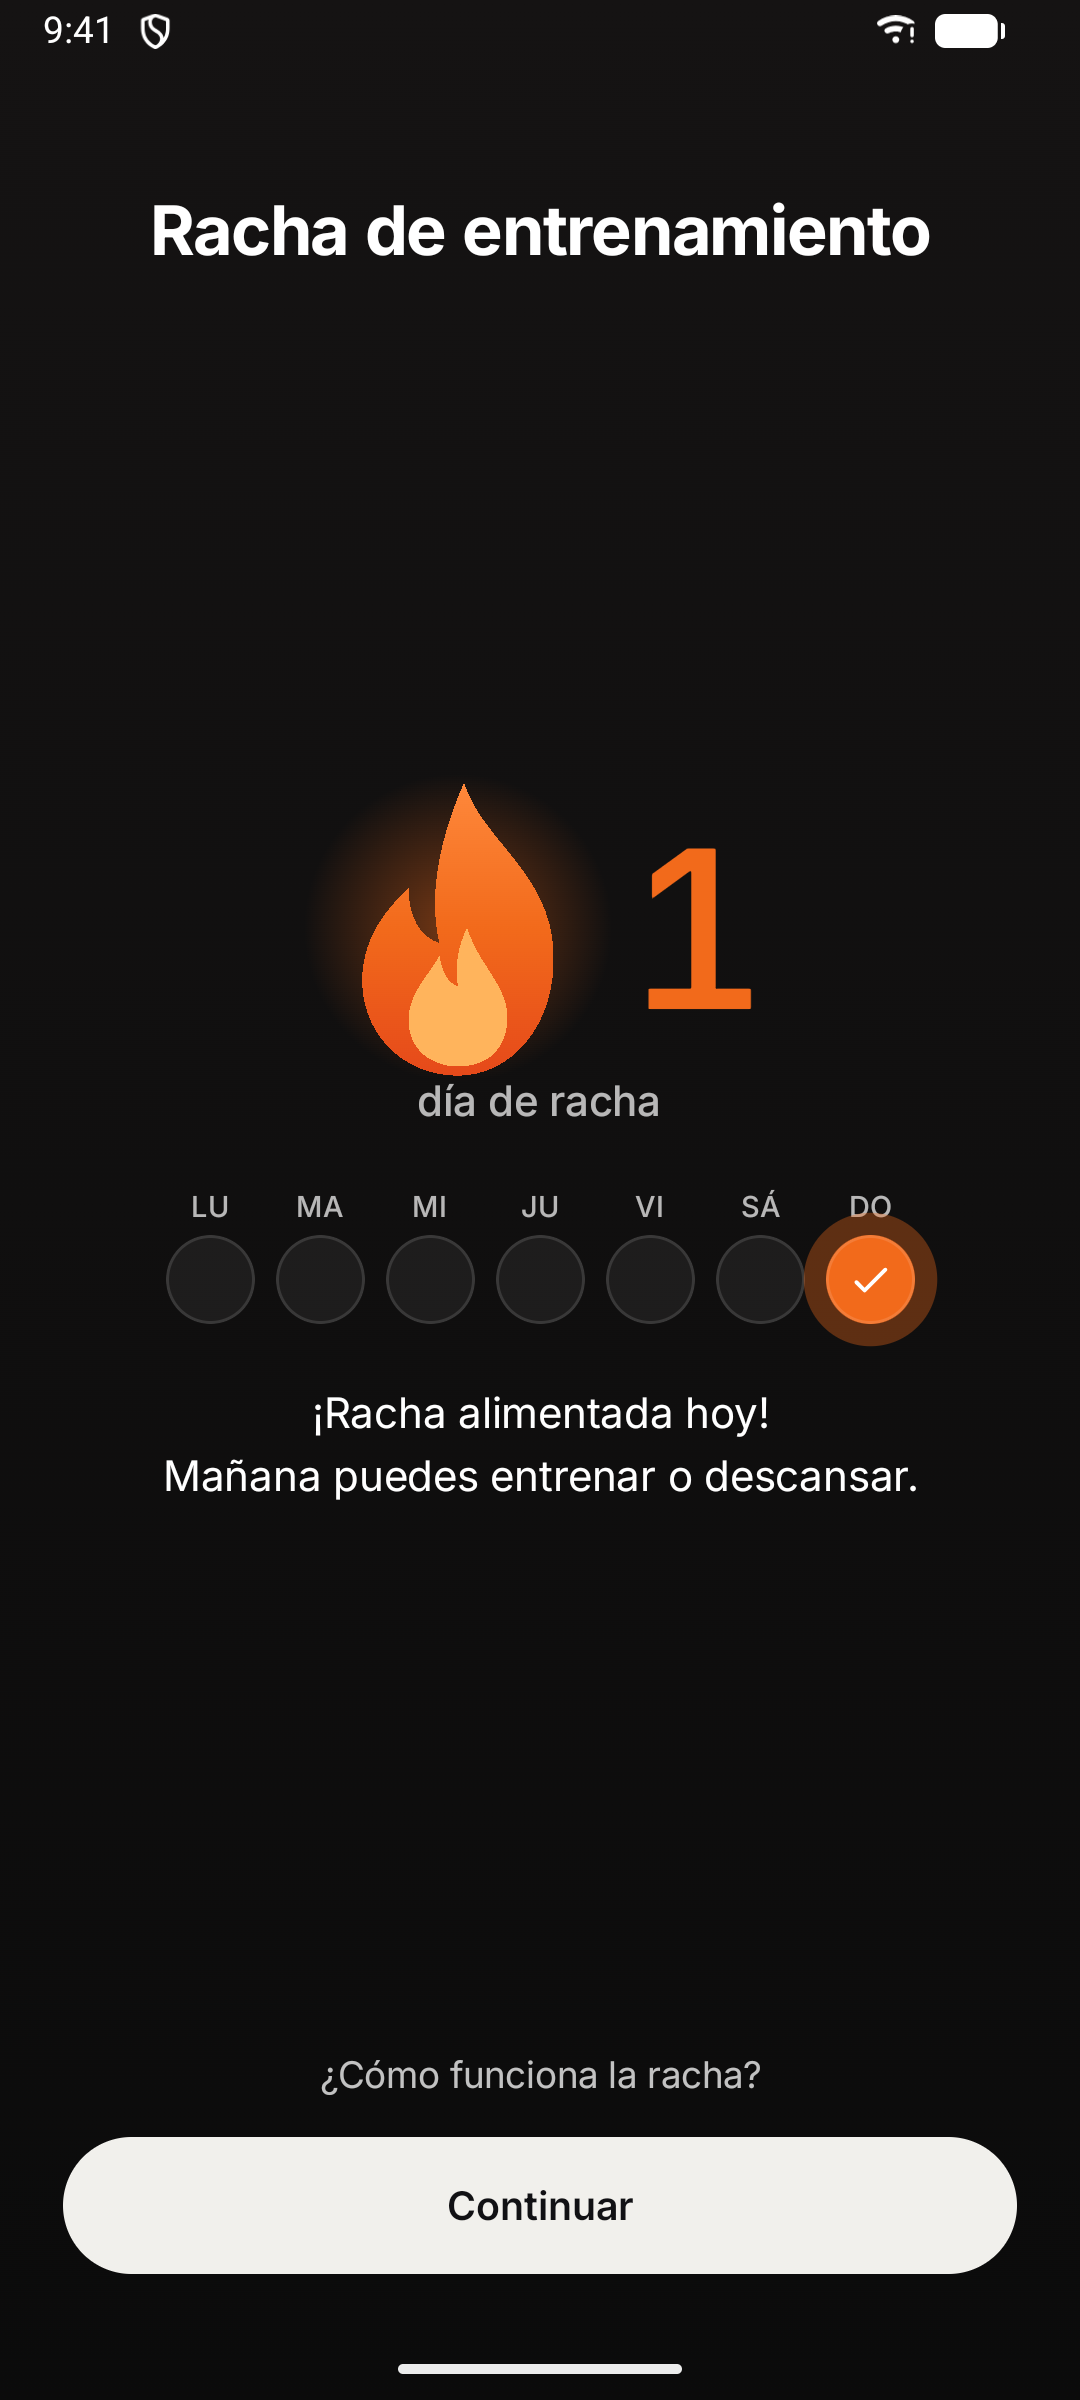 9:41
Racha de entrenamiento
1
día de racha
LU MA MI JU VI SÁ DO
¡Racha alimentada hoy!
Mañana puedes entrenar o descansar.
¿Cómo funciona la racha?
Continuar